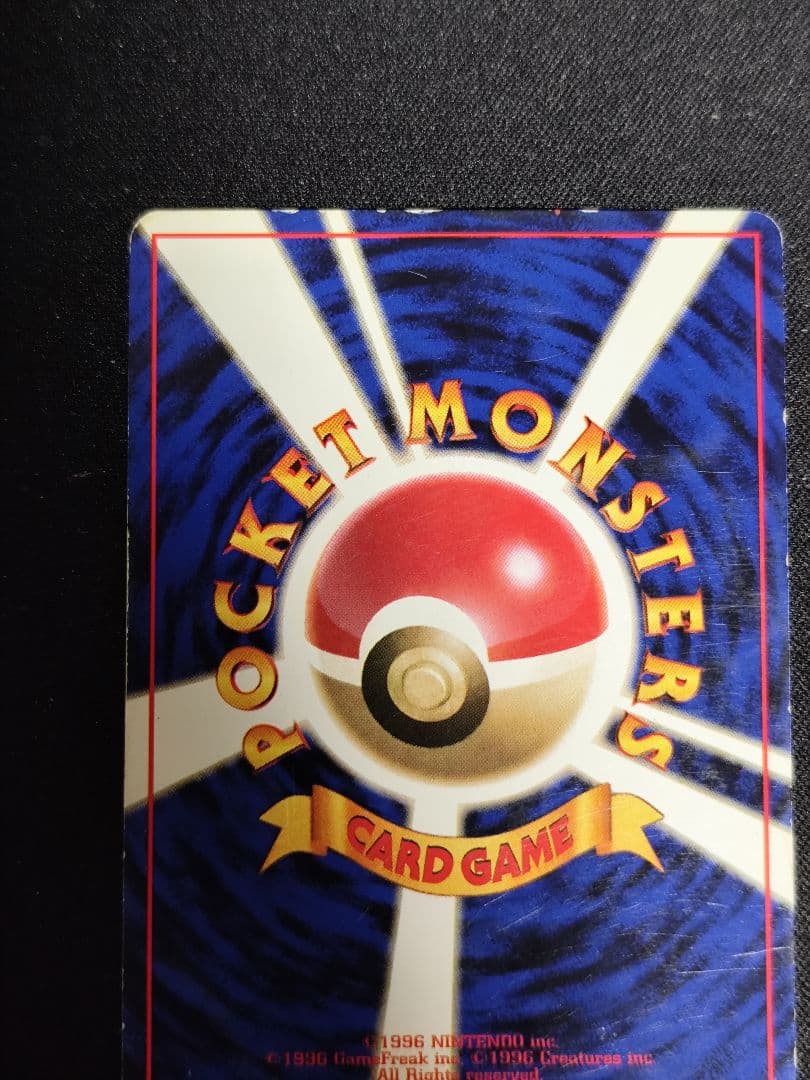 POCKET MONSTERS
CARD GAME
©1996 NINTENDO inc.
©1996 GameFreak inc. ©1996 Creatures inc.
All Rights reserved.